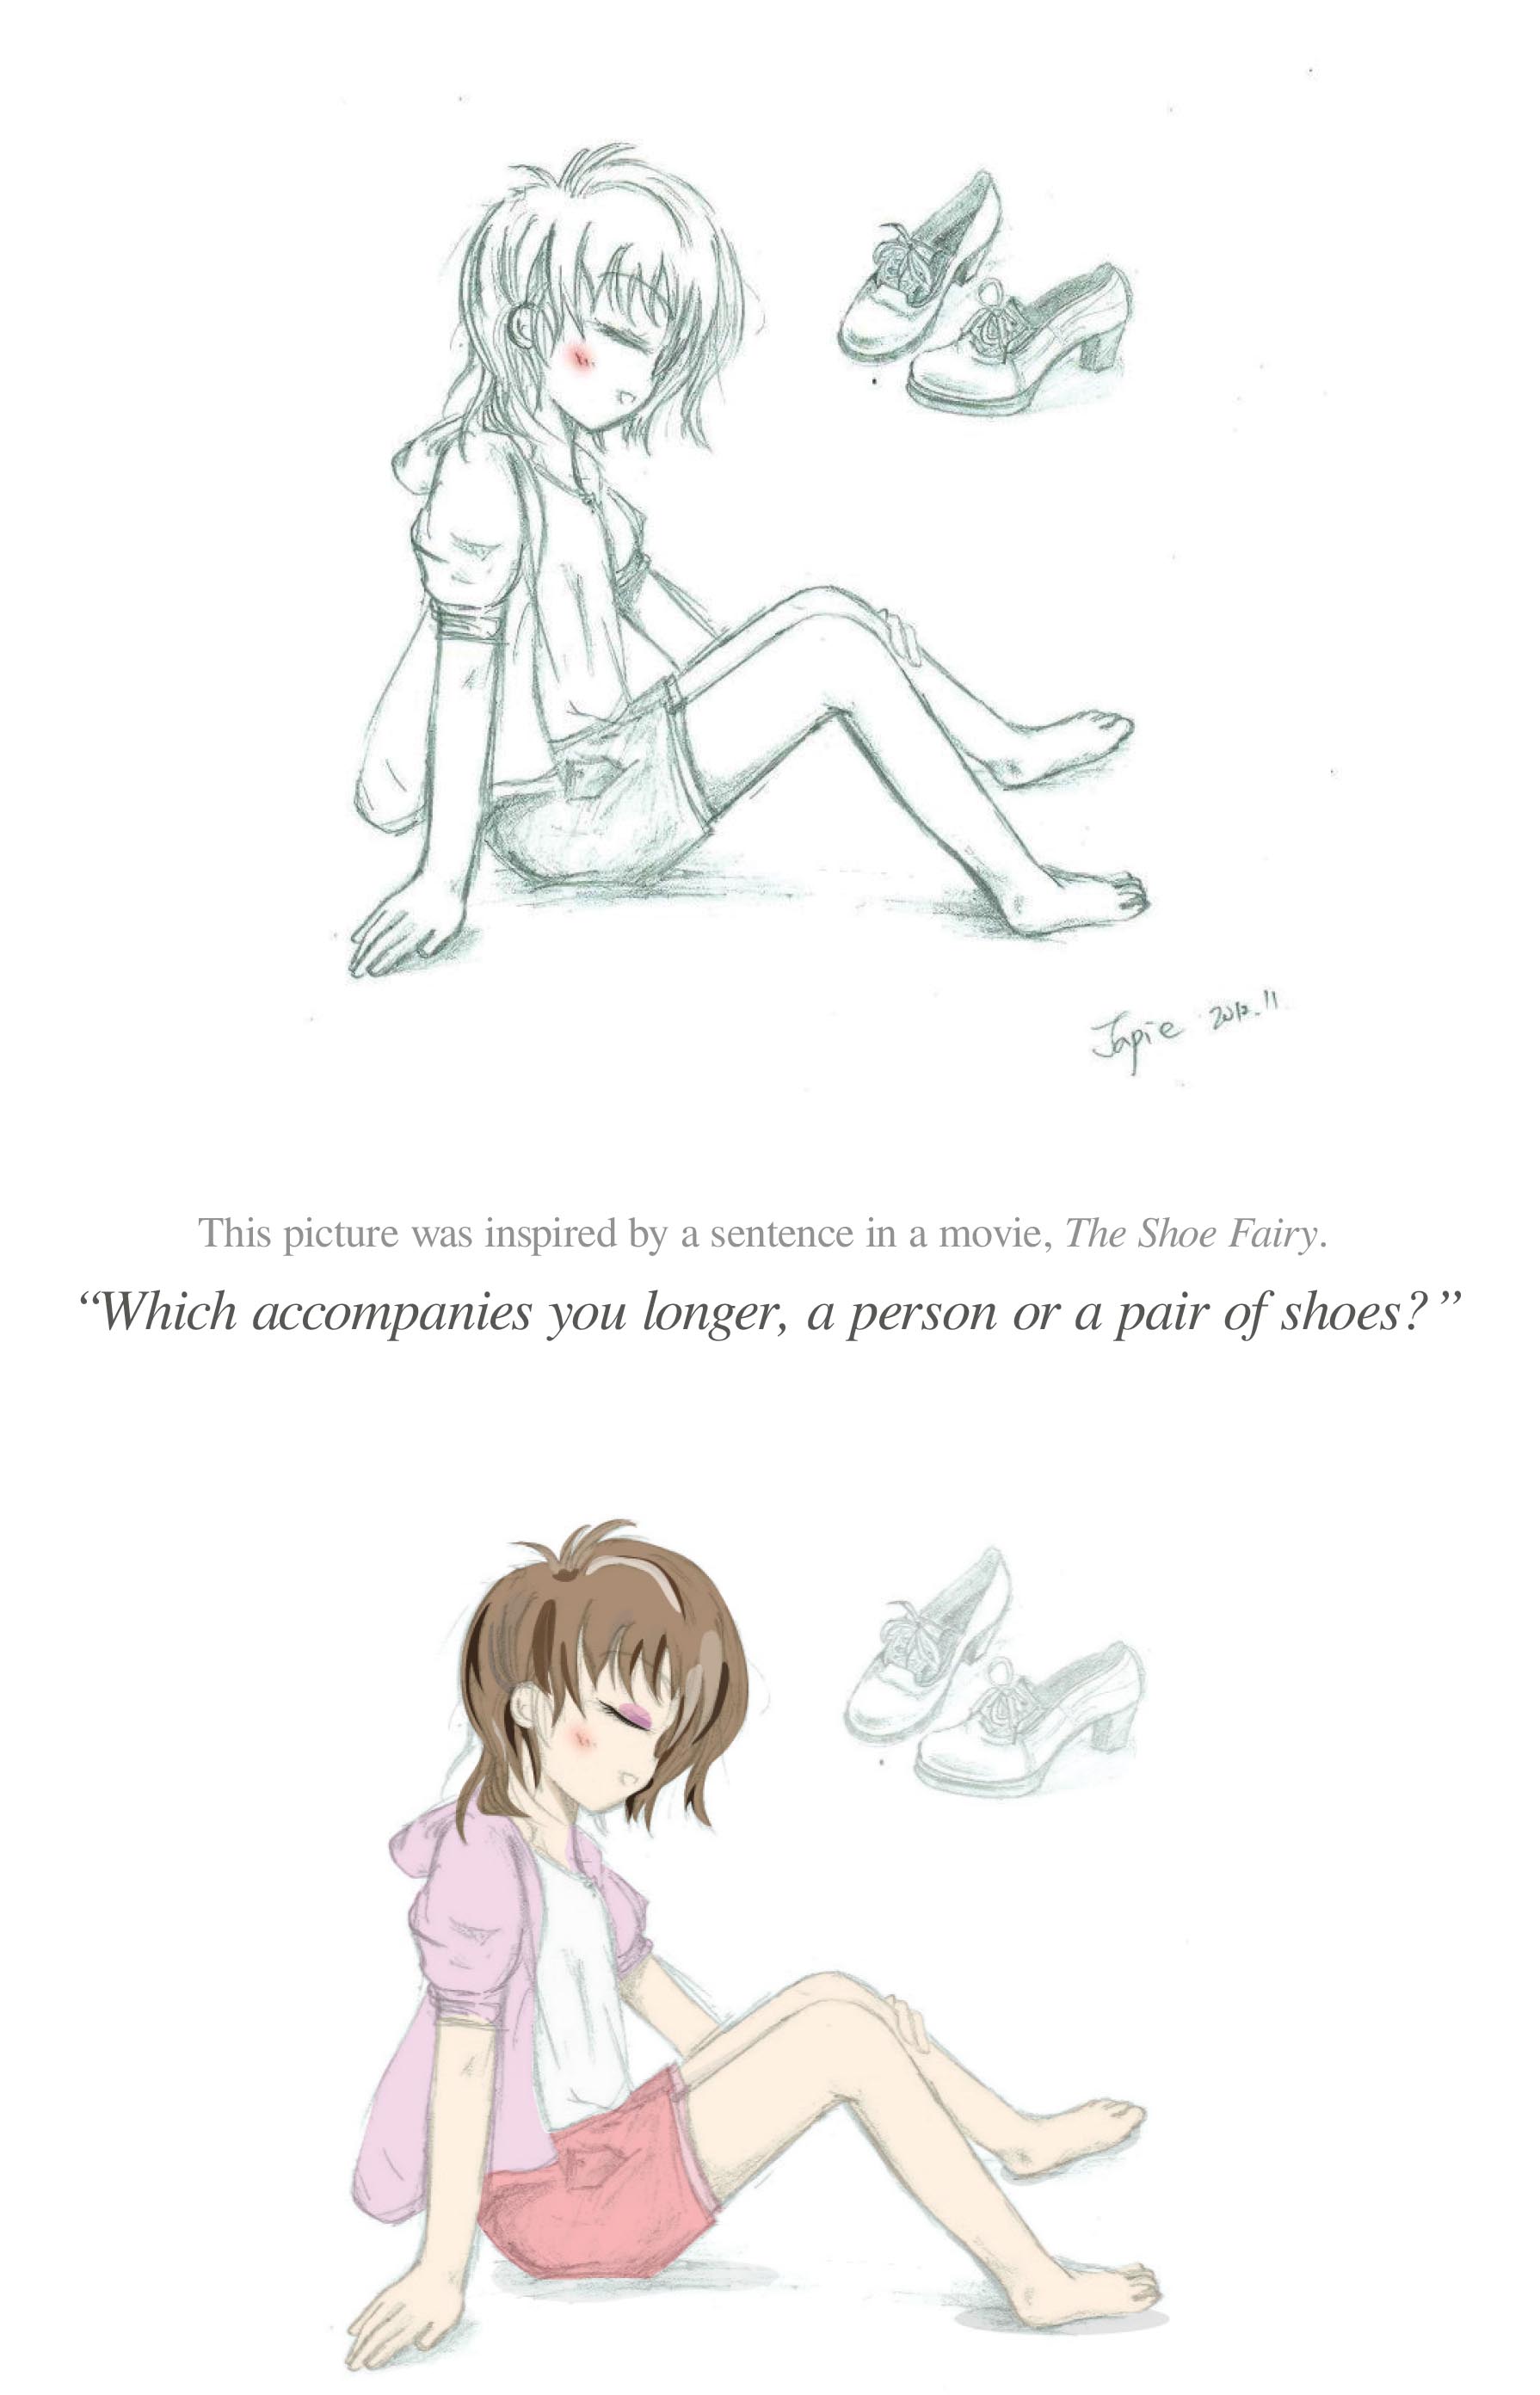 Japie 2012.11
This picture was inspired by a sentence in a movie, The Shoe Fairy.
“Which accompanies you longer, a person or a pair of shoes?”